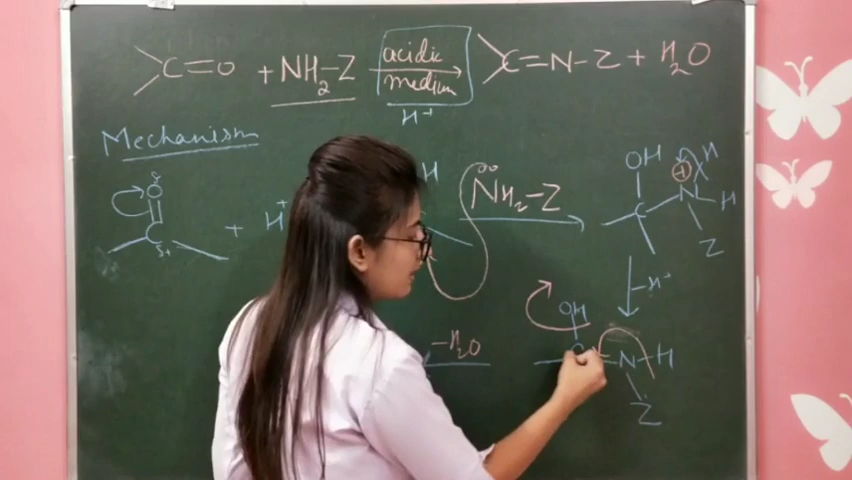 C=O + NH2-Z acidic medium H+ C=N-Z + H2O
Mechanism
O C δ+ + H+
H NH2-Z
OH C N + H H Z
-H+
-H2O
OH N-H Z